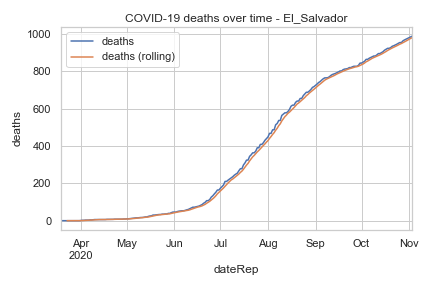 COVID-19 deaths over time - El_Salvador
deaths
deaths (rolling)
1000
800
600
400
200
0
deaths
Apr May Jun Jul Aug Sep Oct Nov
2020
dateRep